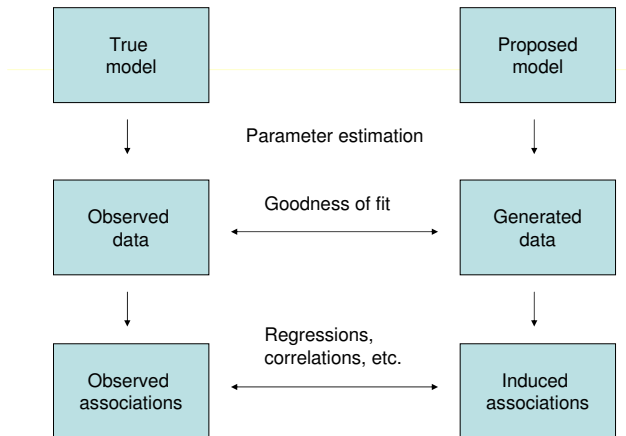 True
model
Proposed
model
Parameter estimation
Observed
data
Goodness of fit
Generated
data
Observed
associations
Regressions,
correlations, etc.
Induced
associations